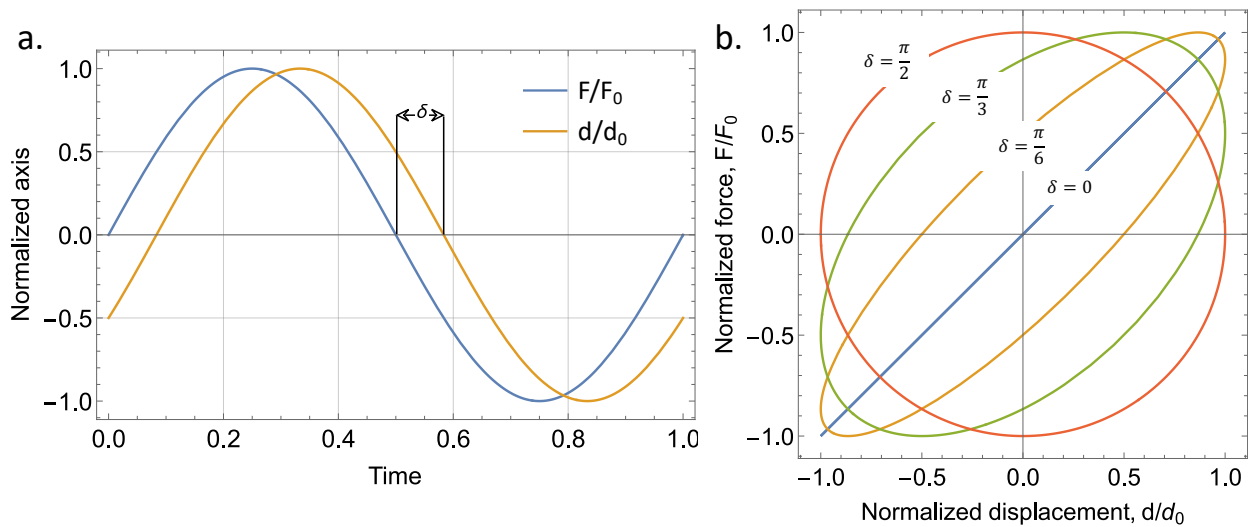 a.
Normalized axis
1.0
0.5
0.0
−0.5
−1.0
0.0
0.2
0.4
0.6
0.8
1.0
Time
δ
F/F₀
d/d₀
b.
Normalized force, F/F₀
1.0
0.5
0.0
−0.5
−1.0
−1.0
−0.5
0.0
0.5
1.0
Normalized displacement, d/d₀
δ = π/2
δ = π/3
δ = π/6
δ = 0